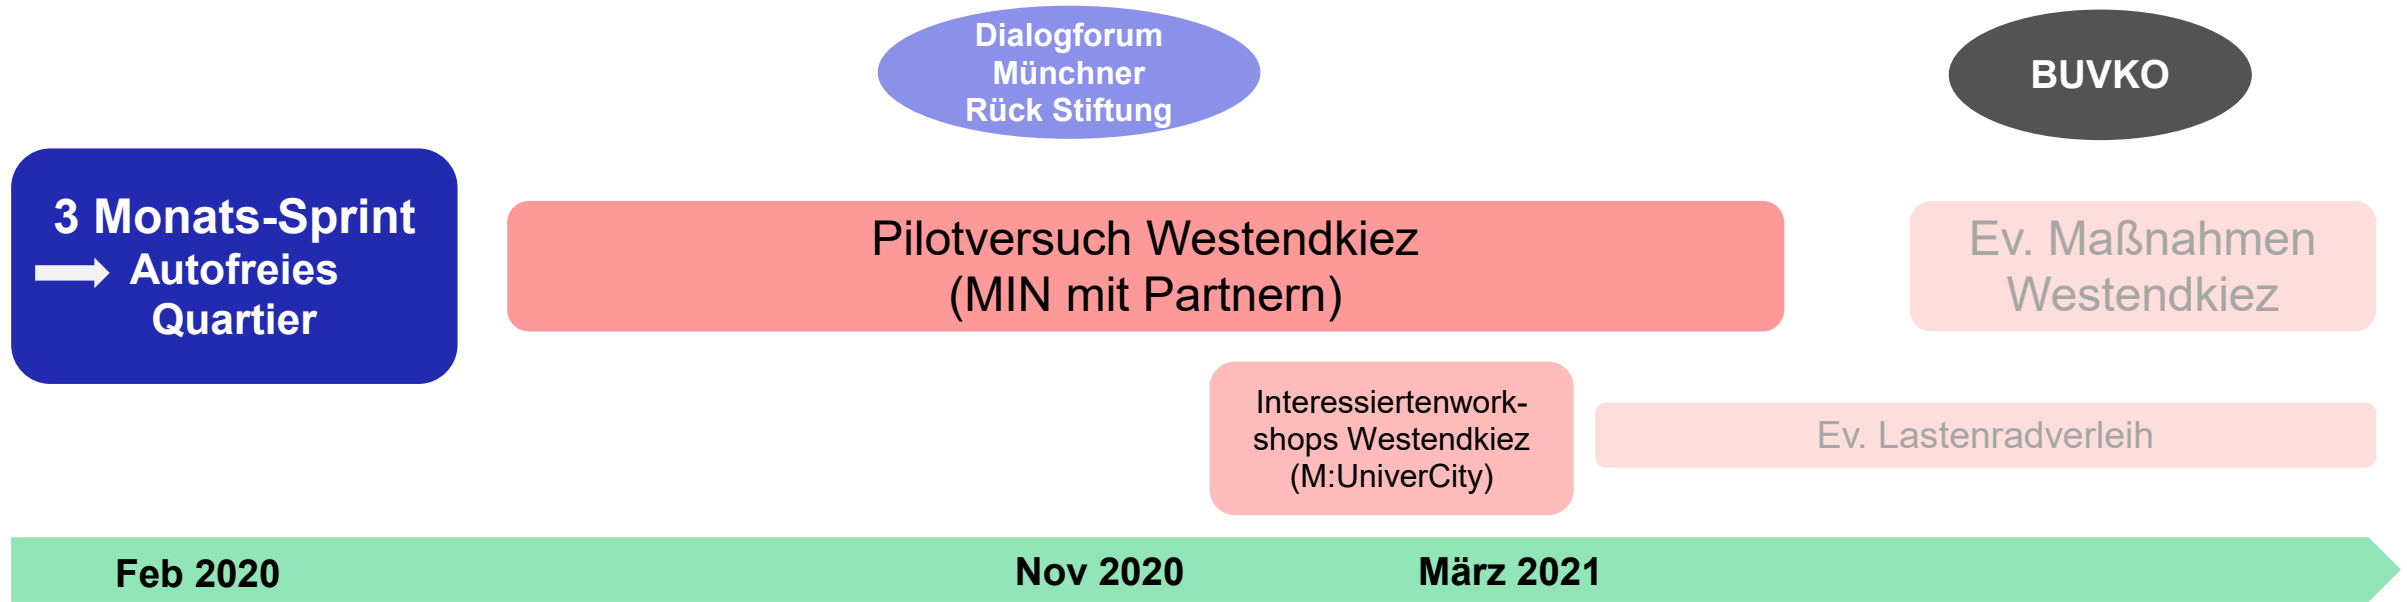 Dialogforum
Münchner
Rück Stiftung
BUVKO
3 Monats-Sprint
Autofreies
Quartier
Pilotversuch Westendkiez
(MIN mit Partnern)
Ev. Maßnahmen
Westendkiez
Interessiertenwork-
shops Westendkiez
(M:UniverCity)
Ev. Lastenradverleih
Feb 2020
Nov 2020
März 2021